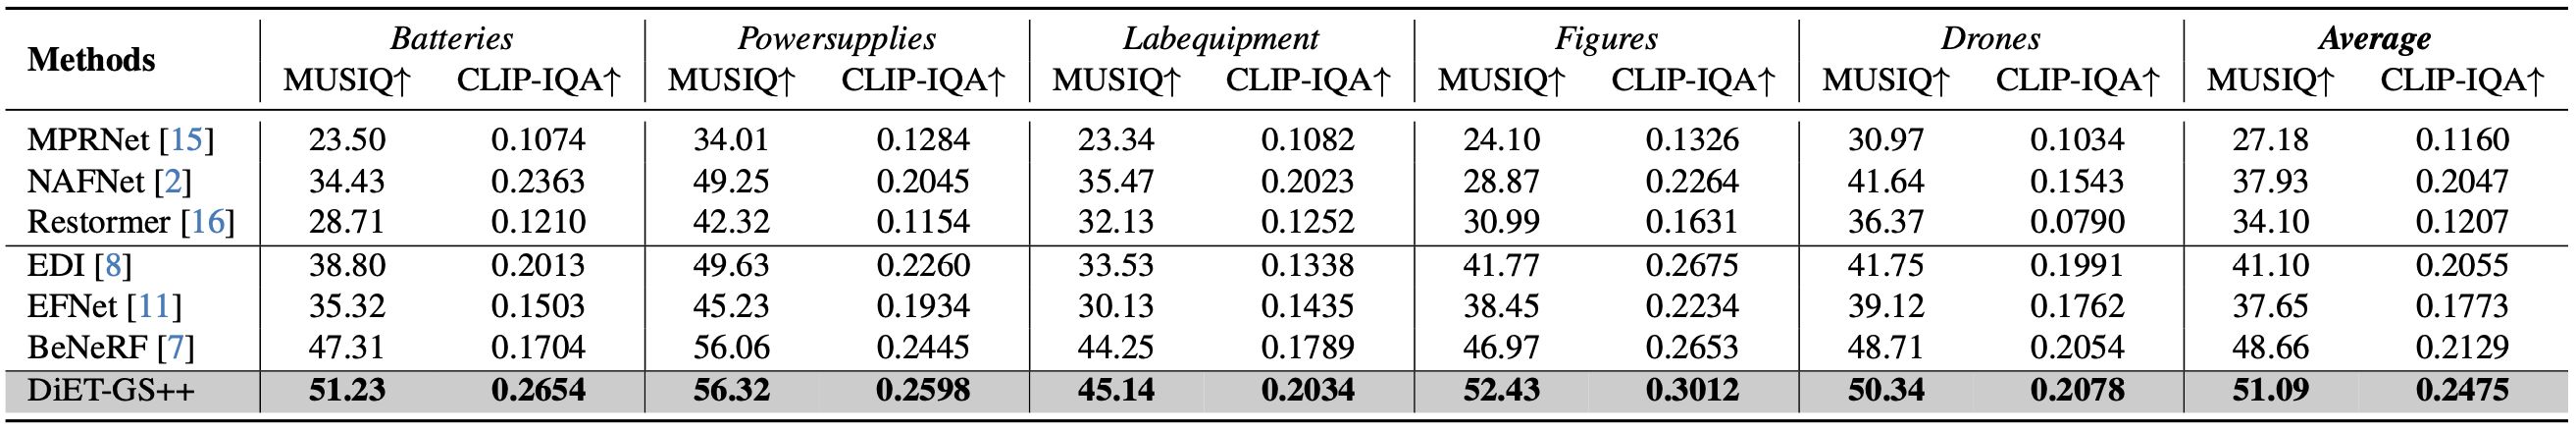 Methods Batteries Powersupplies Labequipment Figures Drones Average
MUSIQ↑ CLIP-IQA↑ MUSIQ↑ CLIP-IQA↑ MUSIQ↑ CLIP-IQA↑ MUSIQ↑ CLIP-IQA↑ MUSIQ↑ CLIP-IQA↑ MUSIQ↑ CLIP-IQA↑
MPRNet [15] 23.50 0.1074 34.01 0.1284 23.34 0.1082 24.10 0.1326 30.97 0.1034 27.18 0.1160
NAFNet [2] 34.43 0.2363 49.25 0.2045 35.47 0.2023 28.87 0.2264 41.64 0.1543 37.93 0.2047
Restormer [16] 28.71 0.1210 42.32 0.1154 32.13 0.1252 30.99 0.1631 36.37 0.0790 34.10 0.1207
EDI [8] 38.80 0.2013 49.63 0.2260 33.53 0.1338 41.77 0.2675 41.75 0.1991 41.10 0.2055
EFNet [11] 35.32 0.1503 45.23 0.1934 30.13 0.1435 38.45 0.2234 39.12 0.1762 37.65 0.1773
BeNeRF [7] 47.31 0.1704 56.06 0.2445 44.25 0.1789 46.97 0.2653 48.71 0.2054 48.66 0.2129
DiET-GS++ 51.23 0.2654 56.32 0.2598 45.14 0.2034 52.43 0.3012 50.34 0.2078 51.09 0.2475